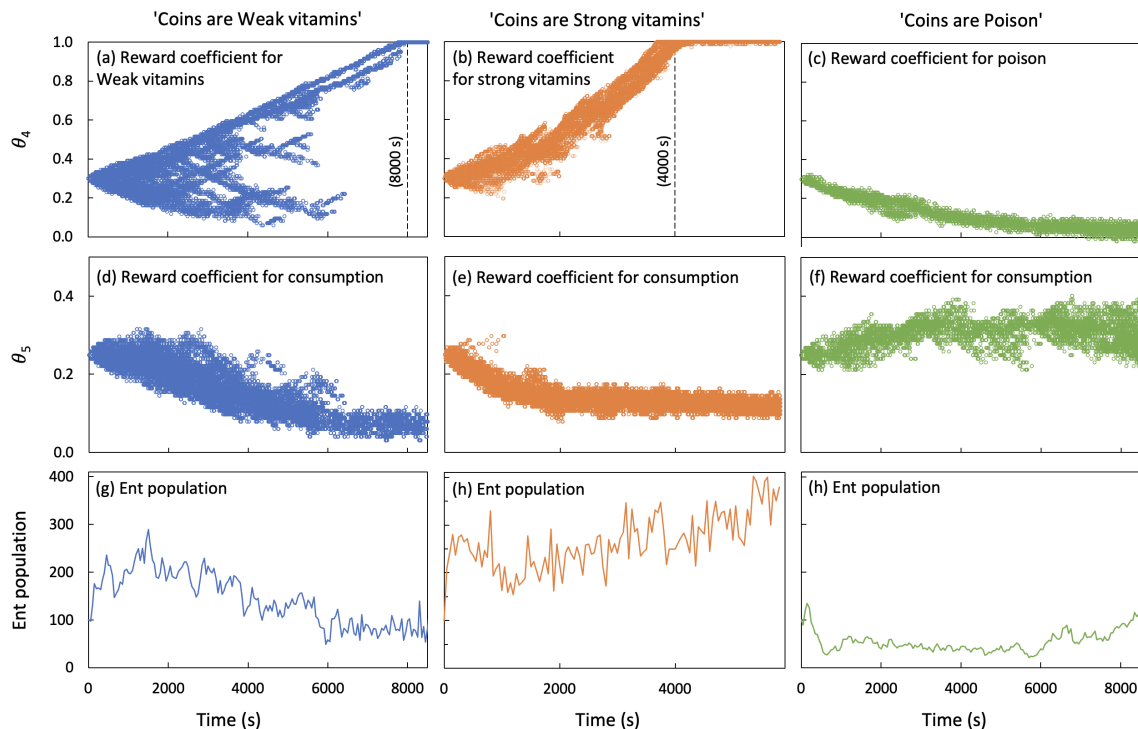 'Coins are Weak vitamins'
'Coins are Strong vitamins'
'Coins are Poison'
θ4
1.0
0.8
0.6
0.4
0.2
0.0
(a) Reward coefficient for
Weak vitamins
(8000 s)
(b) Reward coefficient
for strong vitamins
(4000 s)
(c) Reward coefficient for poison
θ5
0.4
0.2
0.0
(d) Reward coefficient for consumption
(e) Reward coefficient for consumption
(f) Reward coefficient for consumption
Ent population
400
300
200
100
0
(g) Ent population
(h) Ent population
(h) Ent population
0 2000 4000 6000 8000
0 2000 4000
0 2000 4000 6000 8000
Time (s)
Time (s)
Time (s)